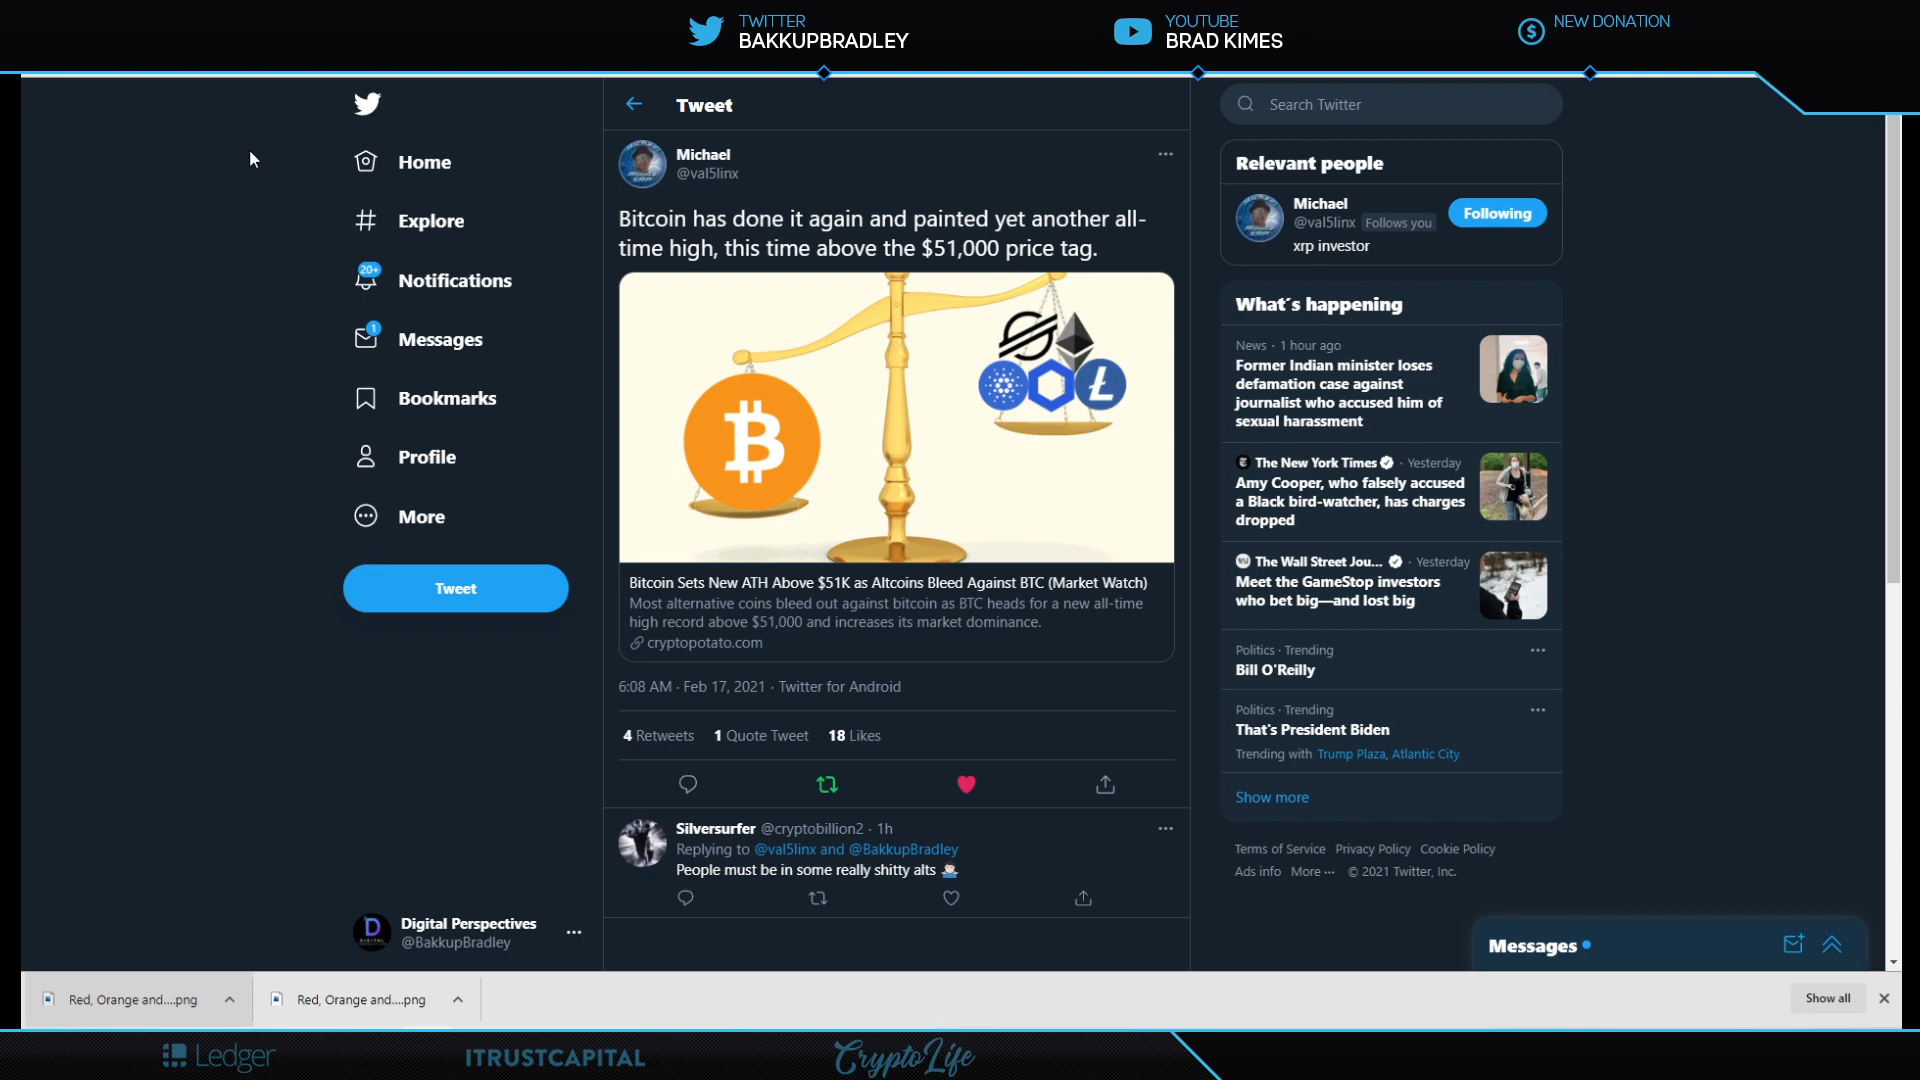 TWITTER
BAKKUPBRADLEY
YOUTUBE
BRAD KIMES
NEW DONATION
Home
Explore
20+
Notifications
1
Messages
Bookmarks
Profile
More
Tweet
Digital Perspectives
@BakkupBradley
Tweet
Michael
@val5linx
Bitcoin has done it again and painted yet another all-
time high, this time above the $51,000 price tag.
Bitcoin Sets New ATH Above $51K as Altcoins Bleed Against BTC (Market Watch)
Most alternative coins bleed out against bitcoin as BTC heads for a new all-time
high record above $51,000 and increases its market dominance.
cryptopotato.com
6:08 AM · Feb 17, 2021 · Twitter for Android
4 Retweets 1 Quote Tweet 18 Likes
Silversurfer @cryptobillion2 · 1h
Replying to @val5linx and @BakkupBradley
People must be in some really shitty alts
Search Twitter
Relevant people
Michael
@val5linx Follows you
Following
xrp investor
What's happening
News · 1 hour ago
Former Indian minister loses
defamation case against
journalist who accused him of
sexual harassment
The New York Times · Yesterday
Amy Cooper, who falsely accused
a Black bird-watcher, has charges
dropped
The Wall Street Jou... · Yesterday
Meet the GameStop investors
who bet big—and lost big
Politics · Trending
Bill O'Reilly
Politics · Trending
That's President Biden
Trending with Trump Plaza, Atlantic City
Show more
Terms of Service Privacy Policy Cookie Policy
Ads info More ··· © 2021 Twitter, Inc.
Messages
Red, Orange and....png
Red, Orange and....png
Show all
Ledger
ITRUSTCAPITAL
CryptoLife